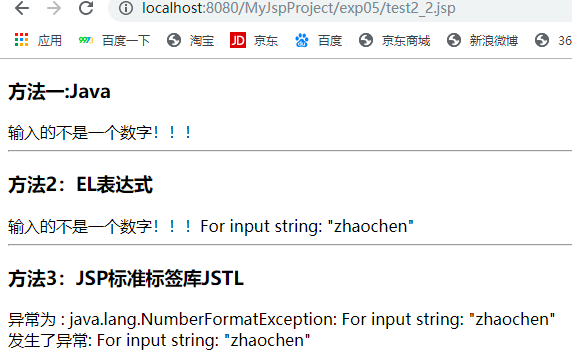 localhost:8080/MyJspProject/exp05/test2_2.jsp
应用 百度一下 淘宝 JD 京东 百度 京东商城 新浪微博 36
方法一:Java
输入的不是一个数字！！！
方法2：EL表达式
输入的不是一个数字！！！For input string: "zhaochen"
方法3：JSP标准标签库JSTL
异常为 : java.lang.NumberFormatException: For input string: "zhaochen"
发生了异常: For input string: "zhaochen"